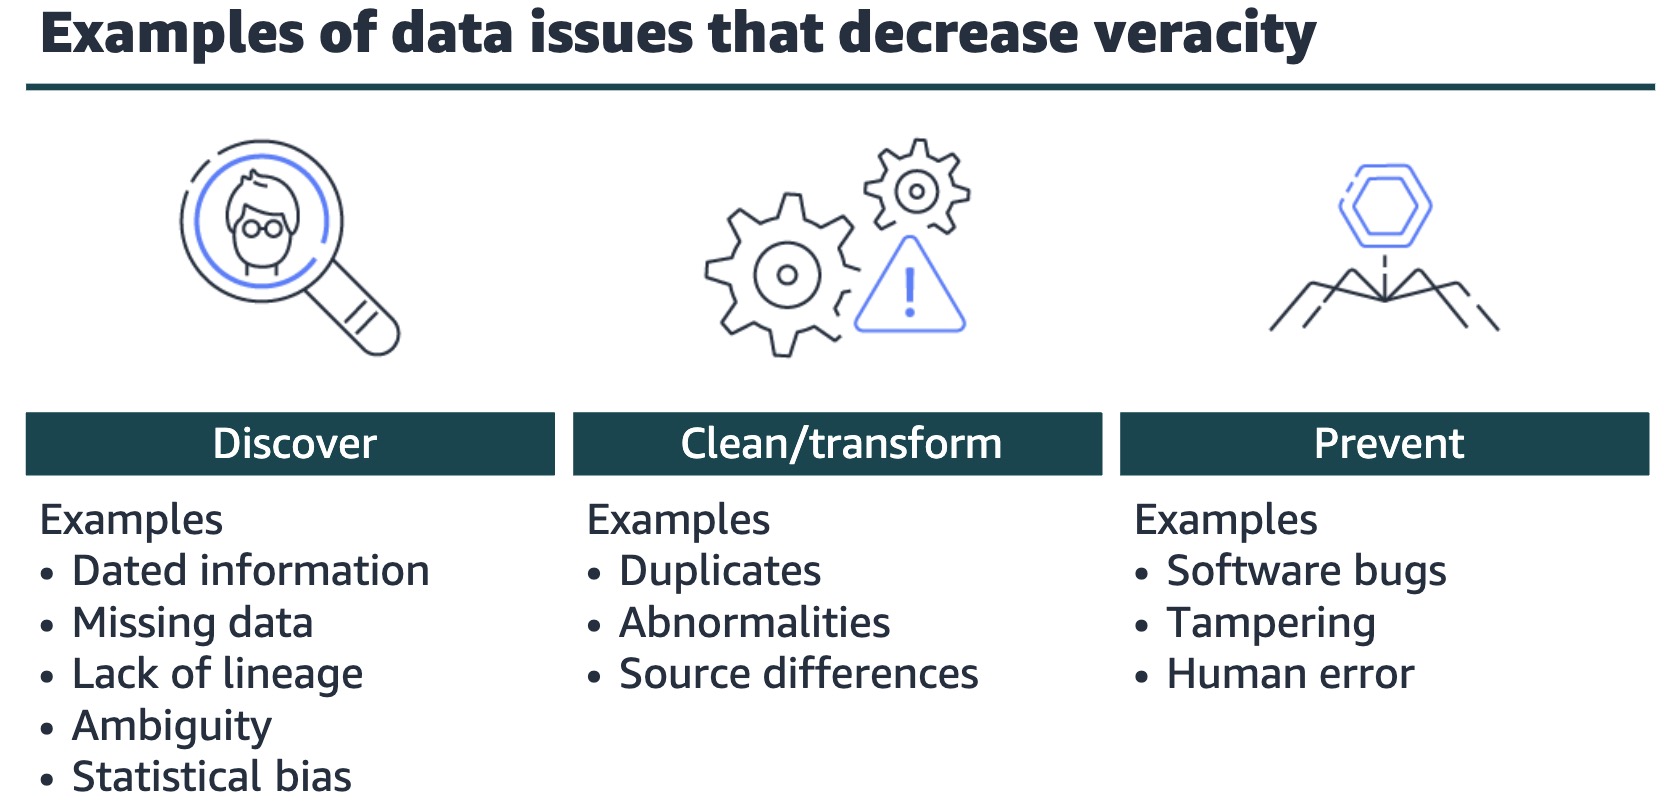 Examples of data issues that decrease veracity
Discover
Examples
• Dated information
• Missing data
• Lack of lineage
• Ambiguity
• Statistical bias
Clean/transform
Examples
• Duplicates
• Abnormalities
• Source differences
Prevent
Examples
• Software bugs
• Tampering
• Human error